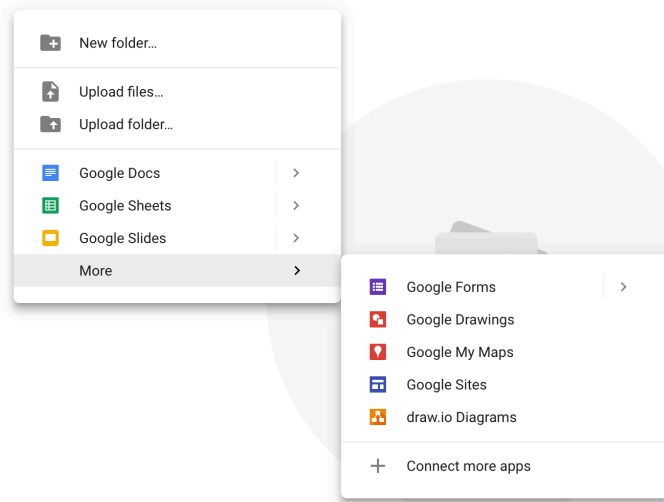 New folder...
Upload files...
Upload folder...
Google Docs
Google Sheets
Google Slides
More
Google Forms
Google Drawings
Google My Maps
Google Sites
draw.io Diagrams
Connect more apps